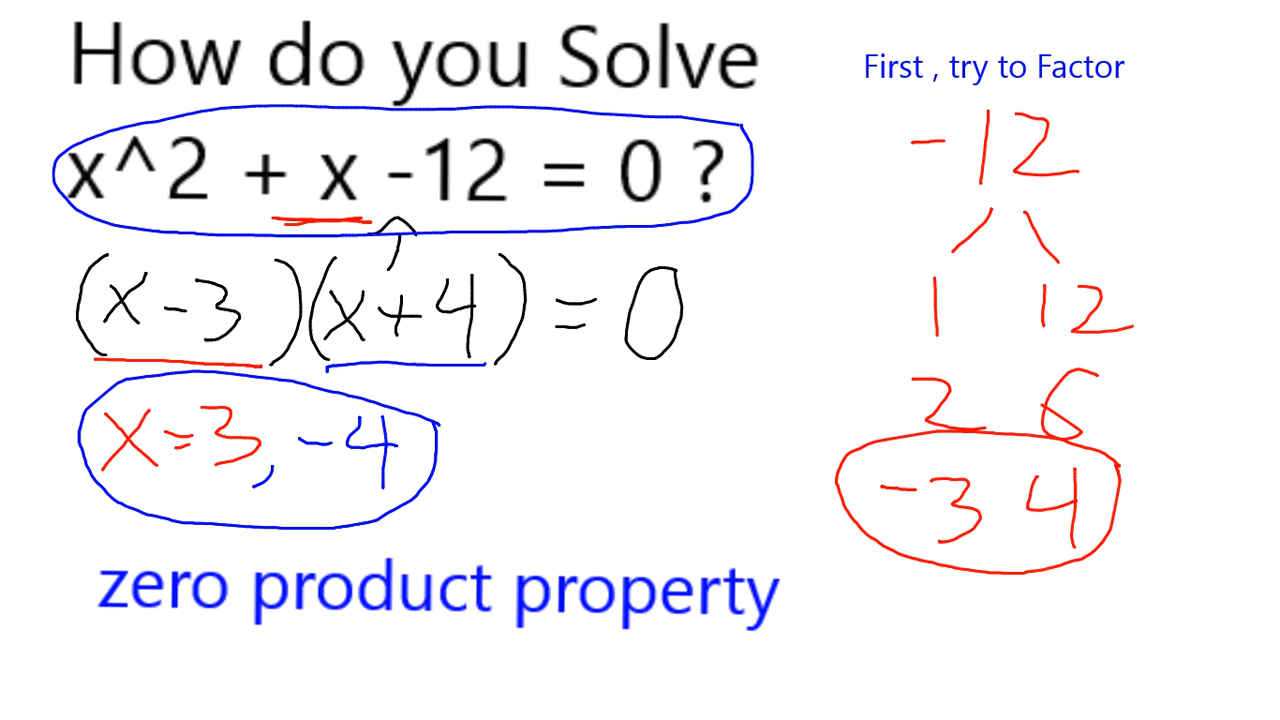 How do you Solve
x^2 + x -12 = 0 ?
(x-3)(x+4) = 0
x=3, -4
zero product property
First , try to Factor
-12
1 12
2 6
-3 4